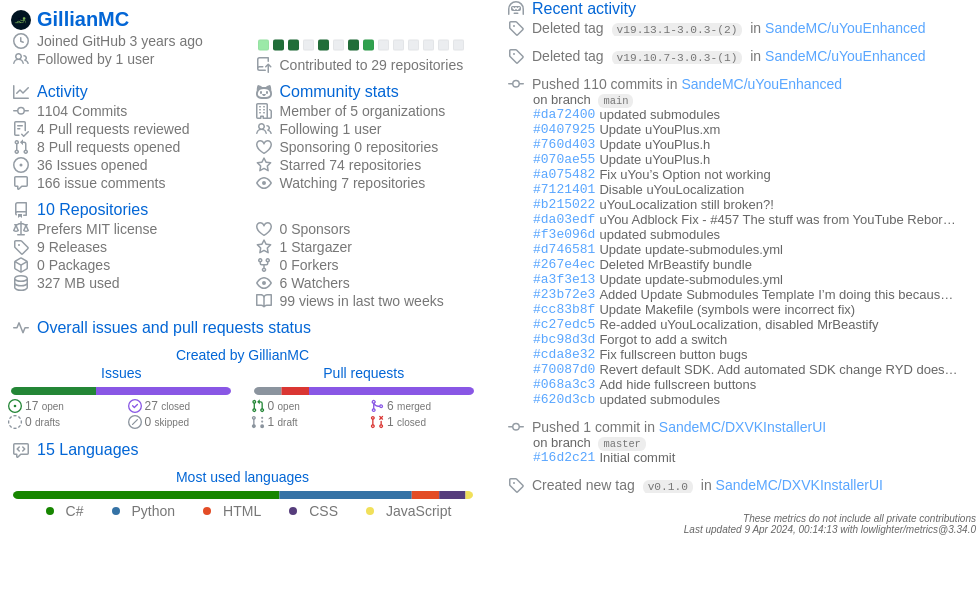 GillianMC
Joined GitHub 3 years ago
Followed by 1 user
Contributed to 29 repositories
Activity
1104 Commits
4 Pull requests reviewed
8 Pull requests opened
36 Issues opened
166 issue comments
Community stats
Member of 5 organizations
Following 1 user
Sponsoring 0 repositories
Starred 74 repositories
Watching 7 repositories
10 Repositories
Prefers MIT license
9 Releases
0 Packages
327 MB used
0 Sponsors
1 Stargazer
0 Forkers
6 Watchers
99 views in last two weeks
Overall issues and pull requests status
Created by GillianMC
Issues
17 open
27 closed
0 drafts
0 skipped
Pull requests
0 open
6 merged
1 draft
1 closed
15 Languages
Most used languages
C# Python HTML CSS JavaScript
Recent activity
Deleted tag v19.13.1-3.0.3-(2) in SandeMC/uYouEnhanced
Deleted tag v19.10.7-3.0.3-(1) in SandeMC/uYouEnhanced
Pushed 110 commits in SandeMC/uYouEnhanced
on branch main
#da72400 updated submodules
#0407925 Update uYouPlus.xm
#760d403 Update uYouPlus.h
#070ae55 Update uYouPlus.h
#a075482 Fix uYou’s Option not working
#7121401 Disable uYouLocalization
#b215022 uYouLocalization still broken?!
#da03edf uYou Adblock Fix - #457 The stuff was from YouTube Rebor…
#f3e096d updated submodules
#d746581 Update update-submodules.yml
#267e4ec Deleted MrBeastify bundle
#a3f3e13 Update update-submodules.yml
#23b72e3 Added Update Submodules Template I’m doing this becaus…
#cc83b8f Update Makefile (symbols were incorrect fix)
#c27edc5 Re-added uYouLocalization, disabled MrBeastify
#bc98d3d Forgot to add a switch
#cda8e32 Fix fullscreen button bugs
#70087d0 Revert default SDK. Add automated SDK change RYD does…
#068a3c3 Add hide fullscreen buttons
#620d3cb updated submodules
Pushed 1 commit in SandeMC/DXVKInstallerUI
on branch master
#16d2c21 Initial commit
Created new tag v0.1.0 in SandeMC/DXVKInstallerUI
These metrics do not include all private contributions
Last updated 9 Apr 2024, 00:14:13 with lowlighter/metrics@3.34.0